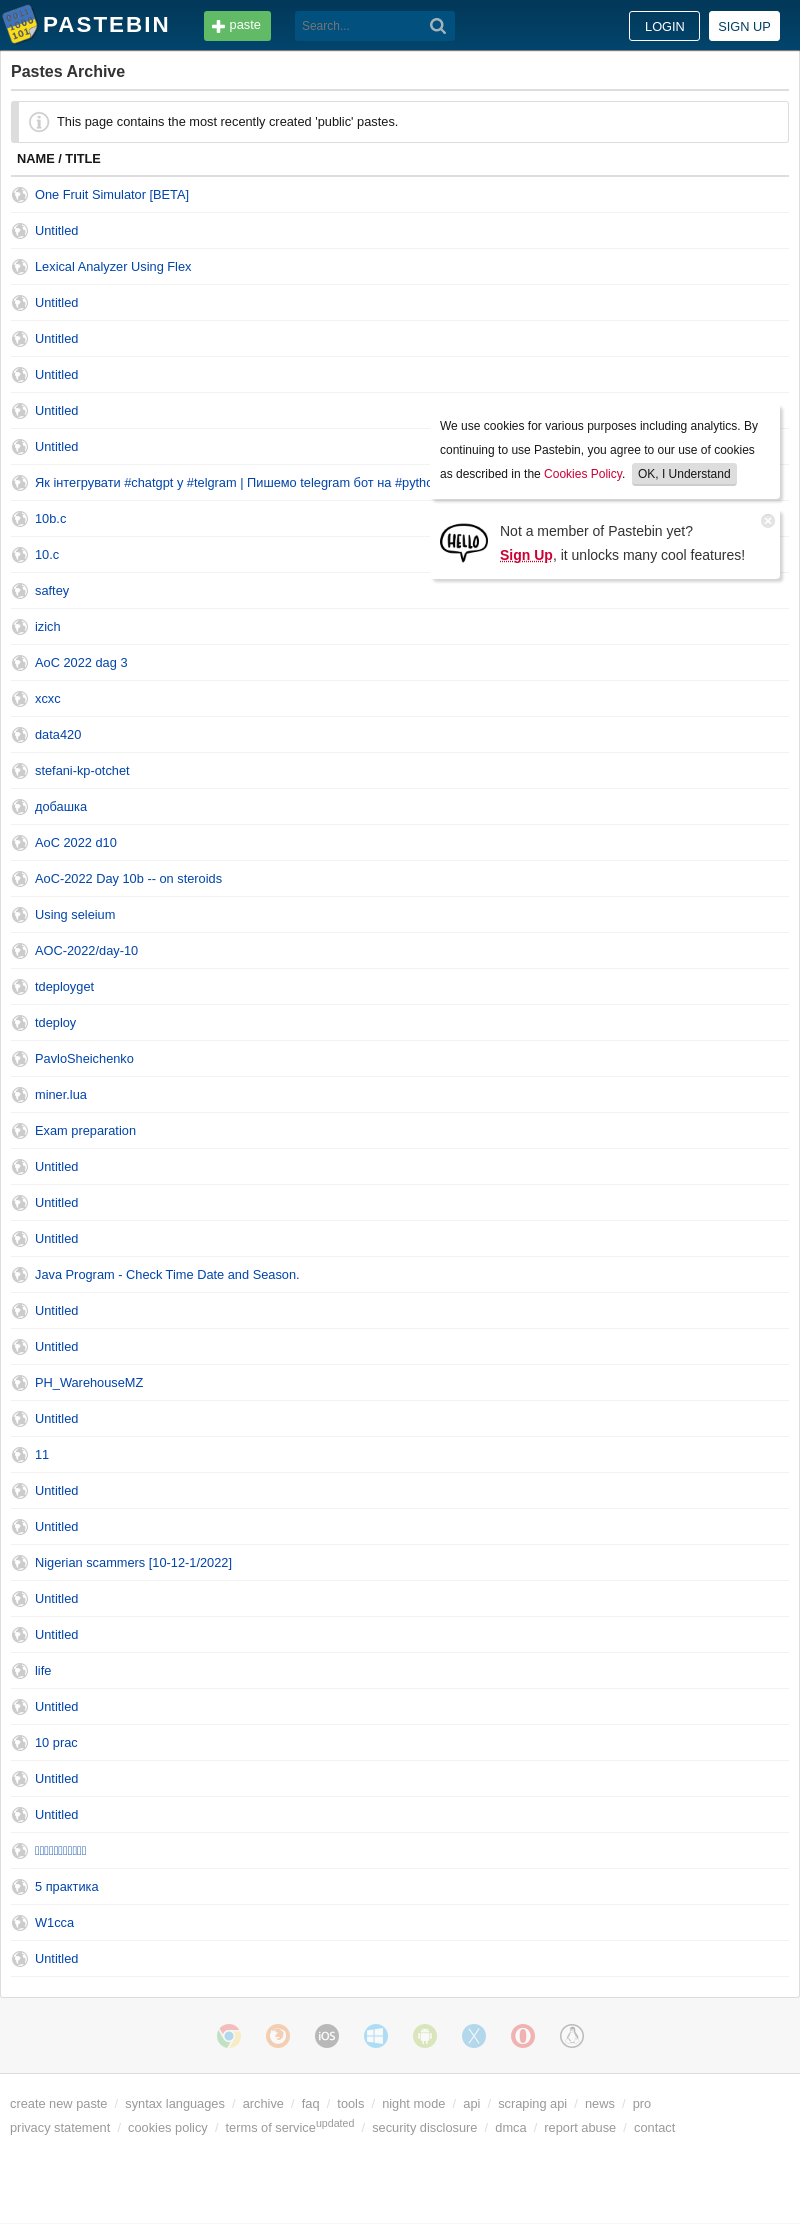 PASTEBIN paste Search... LOGIN SIGN UP
Pastes Archive
This page contains the most recently created 'public' pastes.
NAME / TITLE
One Fruit Simulator [BETA]
Untitled
Lexical Analyzer Using Flex
Untitled
Untitled
Untitled
Untitled
Untitled
Як інтегрувати #chatgpt у #telgram | Пишемо telegram бот на
We use cookies for various purposes including analytics. By
continuing to use Pastebin, you agree to our use of cookies
as described in the Cookies Policy. OK, I Understand
HELLO
Not a member of Pastebin yet?
Sign Up, it unlocks many cool features!
10b.c
10.c
saftey
izich
AoC 2022 dag 3
xcxc
data420
stefani-kp-otchet
добашка
AoC 2022 d10
AoC-2022 Day 10b -- on steroids
Using seleium
AOC-2022/day-10
tdeployget
tdeploy
PavloSheichenko
miner.lua
Exam preparation
Untitled
Untitled
Untitled
Java Program - Check Time Date and Season.
Untitled
Untitled
PH_WarehouseMZ
Untitled
11
Untitled
Untitled
Nigerian scammers [10-12-1/2022]
Untitled
Untitled
life
Untitled
10 prac
Untitled
Untitled
5 практика
W1cca
Untitled
iOS
create new paste / syntax languages / archive / faq / tools / night mode / api / scraping api / news / pro
privacy statement / cookies policy / terms of service updated / security disclosure / dmca / report abuse / contact